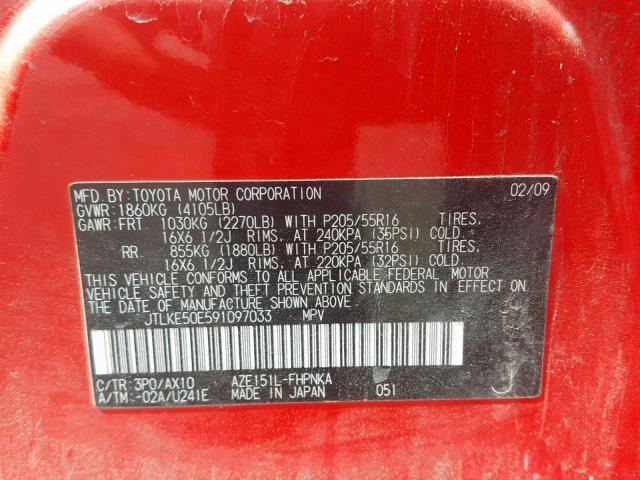 MFD. BY: TOYOTA MOTOR CORPORATION 02/09
GVWR: 1860KG (4105LB)
GAWR: FRT 1030KG (2270LB) WITH P205/55R16 TIRES,
16X6 1/2J RIMS, AT 240KPA (35PSI) COLD
RR 855KG (1880LB) WITH P205/55R16 TIRES,
16X6 1/2J RIMS, AT 220KPA (32PSI) COLD.
THIS VEHICLE CONFORMS TO ALL APPLICABLE FEDERAL MOTOR
VEHICLE SAFETY AND THEFT PREVENTION STANDARDS IN EFFECT ON
THE DATE OF MANUFACTURE SHOWN ABOVE.
JTLKE50E591097033 MPV
C/TR: 3P0/AX10 AZE151L-FHPNKA
A/TM: -02A/U241E MADE IN JAPAN 051